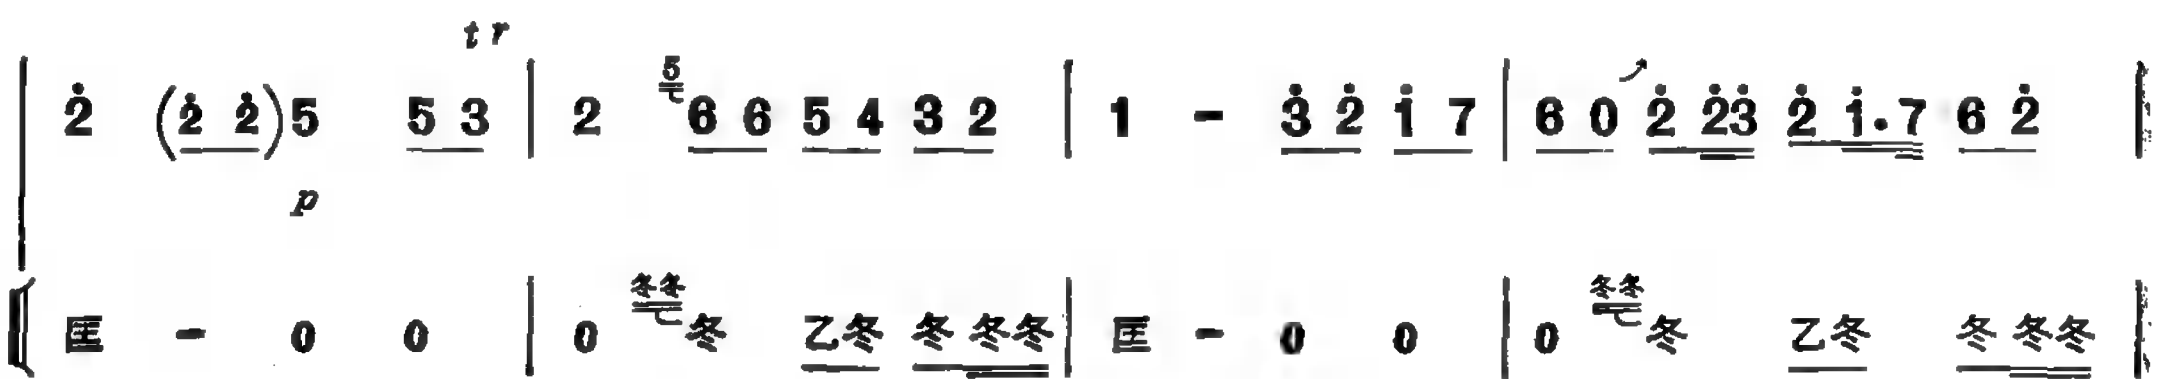 tr
2̇ (2̇ 2̇) 5 5 3 | 2 5 6 6 5 4 3 2 | 1 - 3̇ 2̇ 1̇ 7 | 6 0 2̇ 2̇3̇ 2̇ 1̇·7 6 2̇
p
匡 - 0 0 | 0 冬冬 冬 乙冬 冬 冬冬 | 匡 - 0 0 | 0 冬冬 冬 乙冬 冬 冬冬